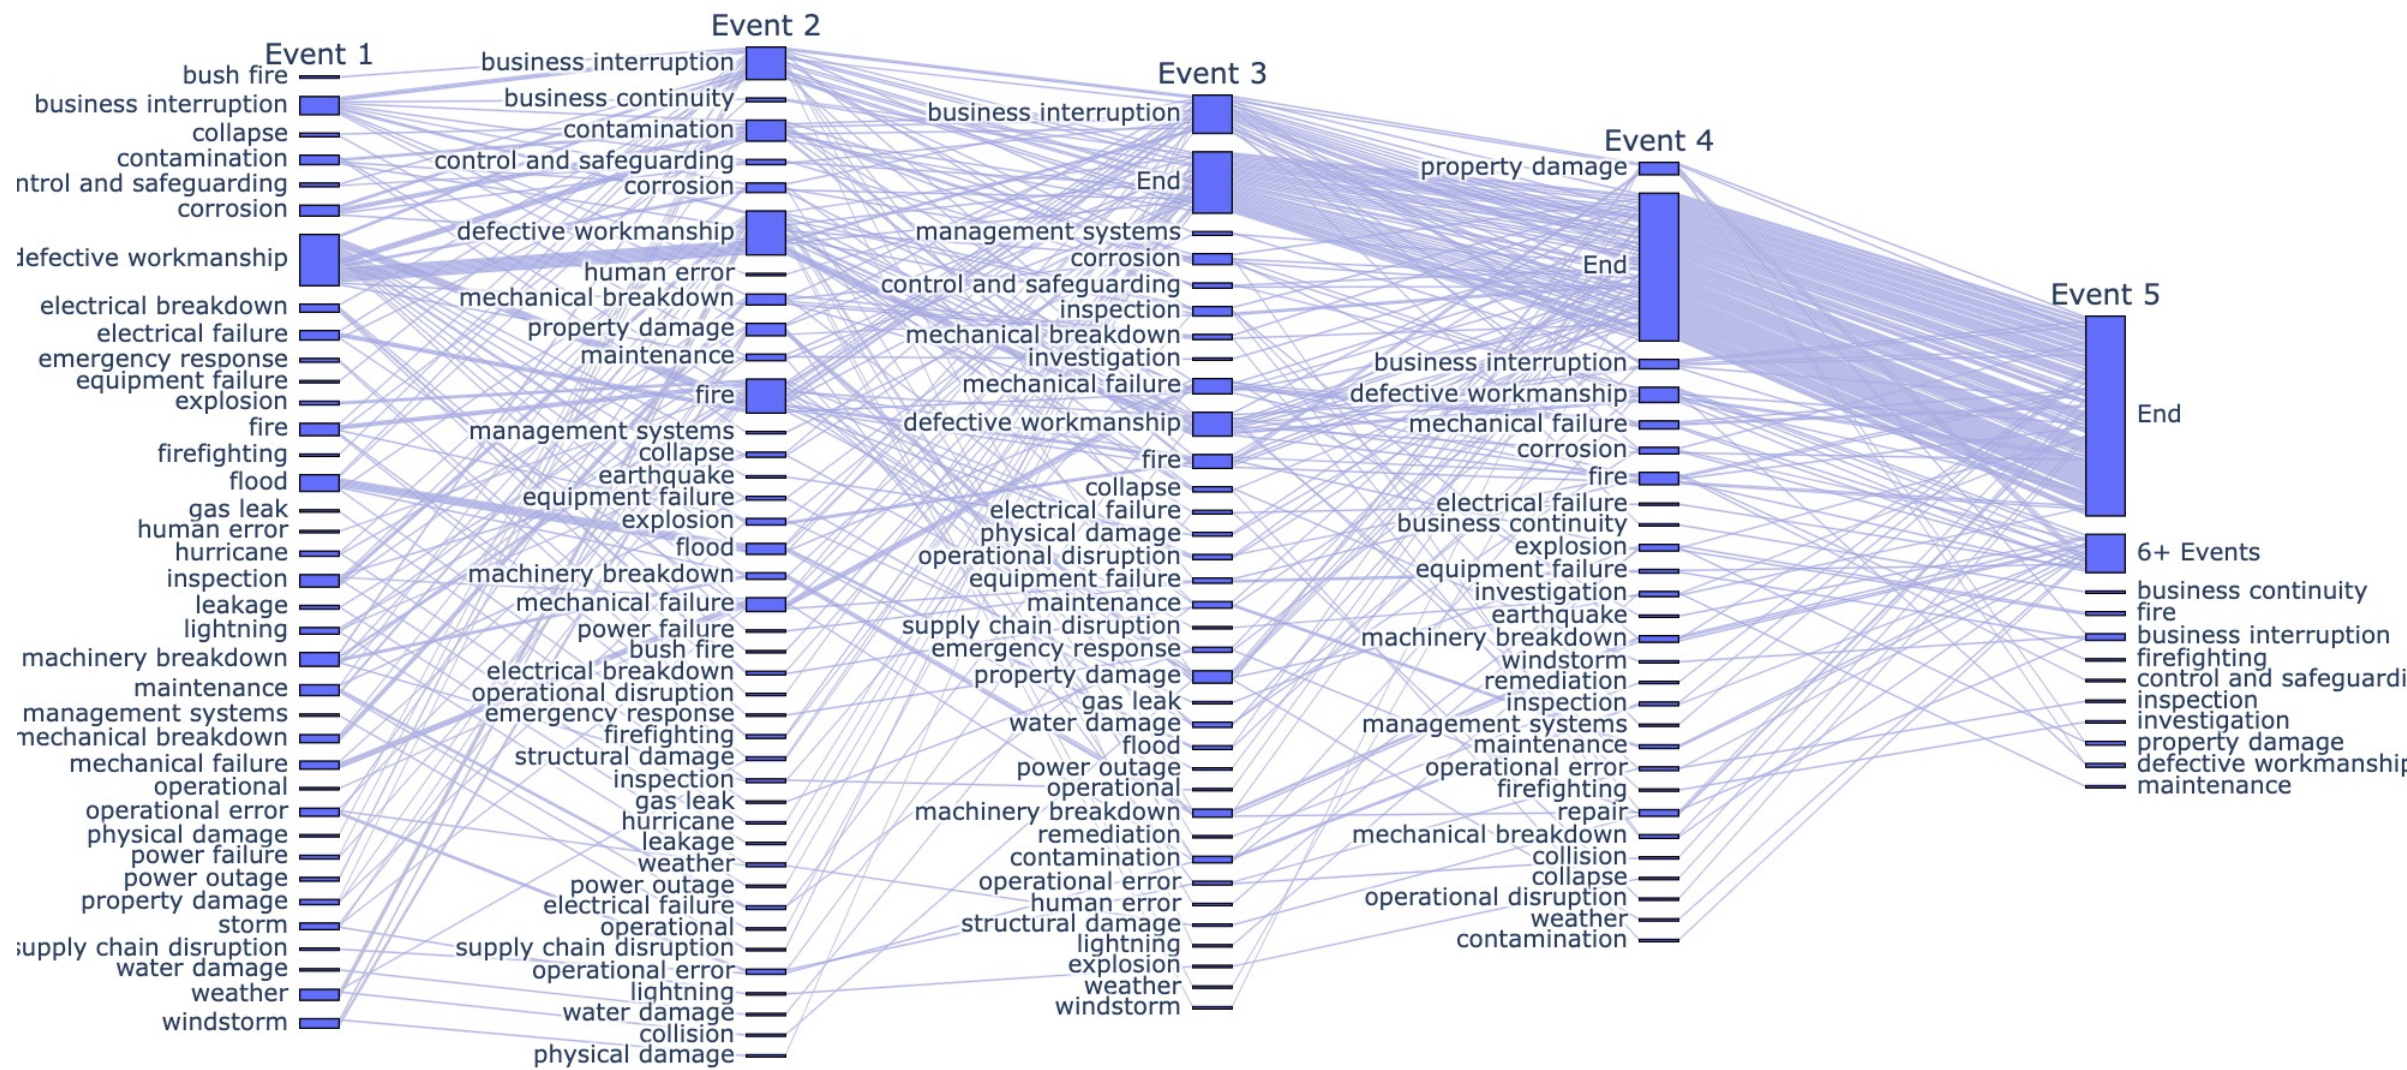 Event 1
bush fire
business interruption
collapse
contamination
ntrol and safeguarding
corrosion
defective workmanship
electrical breakdown
electrical failure
emergency response
equipment failure
explosion
fire
firefighting
flood
gas leak
human error
hurricane
inspection
leakage
lightning
machinery breakdown
maintenance
management systems
mechanical breakdown
mechanical failure
operational
operational error
physical damage
power failure
power outage
property damage
storm
supply chain disruption
water damage
weather
windstorm
Event 2
business interruption
business continuity
contamination
control and safeguarding
corrosion
defective workmanship
human error
mechanical breakdown
property damage
maintenance
fire
management systems
collapse
earthquake
equipment failure
explosion
flood
machinery breakdown
mechanical failure
power failure
bush fire
electrical breakdown
operational disruption
emergency response
firefighting
structural damage
inspection
gas leak
hurricane
leakage
weather
power outage
electrical failure
operational
supply chain disruption
operational error
lightning
water damage
collision
physical damage
Event 3
business interruption
End
management systems
corrosion
control and safeguarding
inspection
mechanical breakdown
investigation
mechanical failure
defective workmanship
fire
collapse
electrical failure
physical damage
operational disruption
equipment failure
maintenance
supply chain disruption
emergency response
property damage
gas leak
water damage
flood
power outage
operational
machinery breakdown
remediation
contamination
operational error
human error
structural damage
lightning
explosion
weather
windstorm
Event 4
property damage
End
business interruption
defective workmanship
mechanical failure
corrosion
fire
electrical failure
business continuity
explosion
equipment failure
investigation
earthquake
machinery breakdown
windstorm
remediation
inspection
management systems
maintenance
operational error
firefighting
repair
mechanical breakdown
collision
collapse
operational disruption
weather
contamination
Event 5
End
6+ Events
business continuity
fire
business interruption
firefighting
control and safeguardi
inspection
investigation
property damage
defective workmanship
maintenance